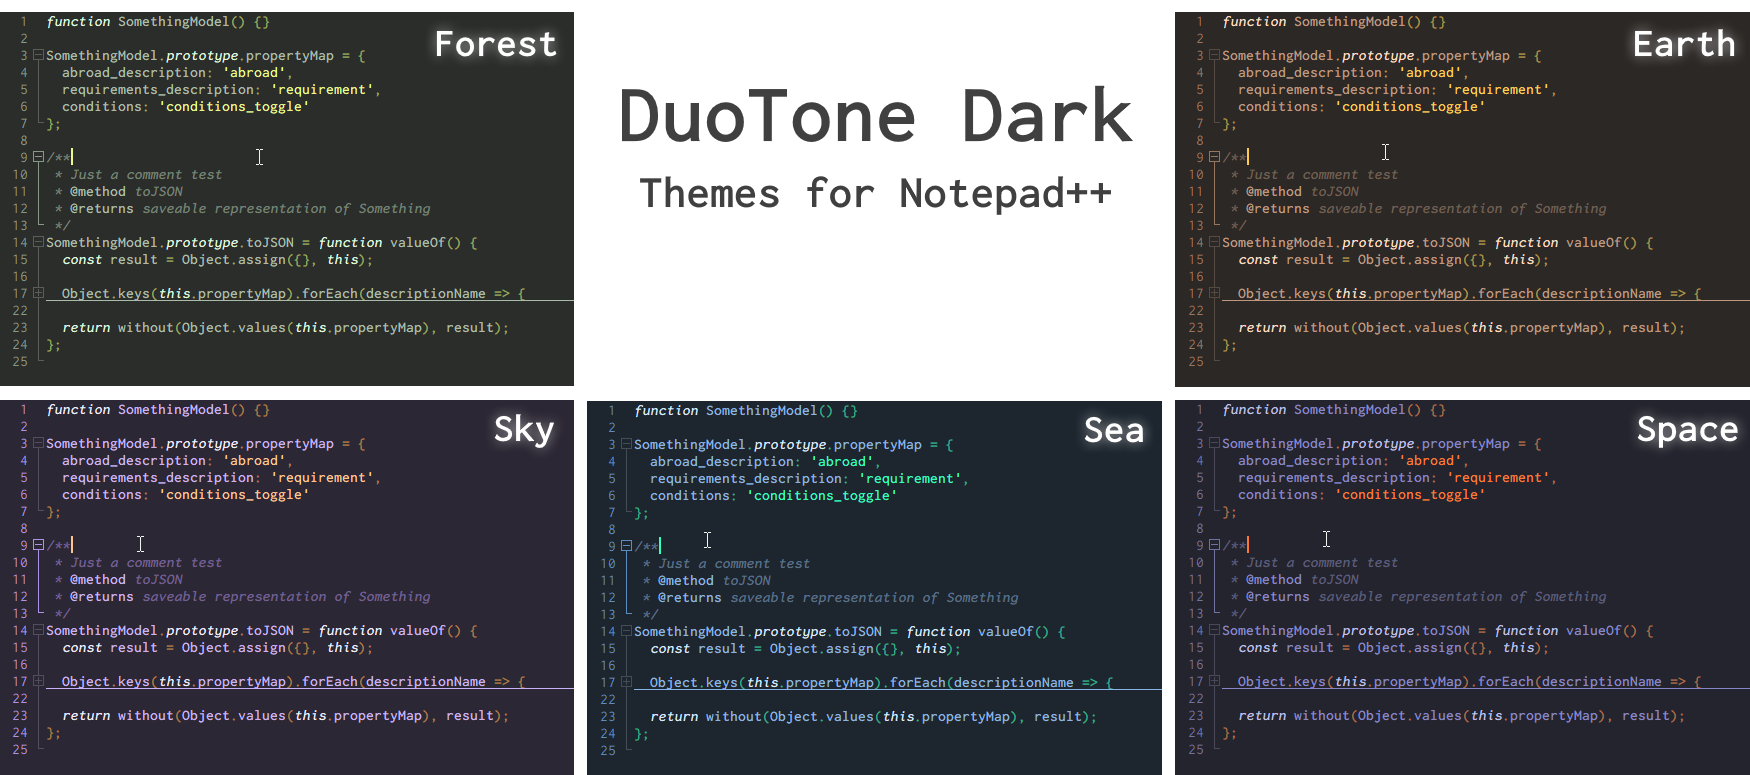 1 function SomethingModel() {}
2
3 SomethingModel.prototype.propertyMap = {
4 abroad_description: 'abroad',
5 requirements_description: 'requirement',
6 conditions: 'conditions_toggle'
7 };
8
9 /**
10 * Just a comment test
11 * @method toJSON
12 * @returns saveable representation of Something
13 */
14 SomethingModel.prototype.toJSON = function valueOf() {
15 const result = Object.assign({}, this);
16
17 Object.keys(this.propertyMap).forEach(descriptionName => {
22
23 return without(Object.values(this.propertyMap), result);
24 };
25
Forest
DuoTone Dark
Themes for Notepad++
1 function SomethingModel() {}
2
3 SomethingModel.prototype.propertyMap = {
4 abroad_description: 'abroad',
5 requirements_description: 'requirement',
6 conditions: 'conditions_toggle'
7 };
8
9 /**
10 * Just a comment test
11 * @method toJSON
12 * @returns saveable representation of Something
13 */
14 SomethingModel.prototype.toJSON = function valueOf() {
15 const result = Object.assign({}, this);
16
17 Object.keys(this.propertyMap).forEach(descriptionName => {
22
23 return without(Object.values(this.propertyMap), result);
24 };
25
Earth
1 function SomethingModel() {}
2
3 SomethingModel.prototype.propertyMap = {
4 abroad_description: 'abroad',
5 requirements_description: 'requirement',
6 conditions: 'conditions_toggle'
7 };
8
9 /**
10 * Just a comment test
11 * @method toJSON
12 * @returns saveable representation of Something
13 */
14 SomethingModel.prototype.toJSON = function valueOf() {
15 const result = Object.assign({}, this);
16
17 Object.keys(this.propertyMap).forEach(descriptionName => {
22
23 return without(Object.values(this.propertyMap), result);
24 };
25
Sky
1 function SomethingModel() {}
2
3 SomethingModel.prototype.propertyMap = {
4 abroad_description: 'abroad',
5 requirements_description: 'requirement',
6 conditions: 'conditions_toggle'
7 };
8
9 /**
10 * Just a comment test
11 * @method toJSON
12 * @returns saveable representation of Something
13 */
14 SomethingModel.prototype.toJSON = function valueOf() {
15 const result = Object.assign({}, this);
16
17 Object.keys(this.propertyMap).forEach(descriptionName => {
22
23 return without(Object.values(this.propertyMap), result);
24 };
25
Sea
1 function SomethingModel() {}
2
3 SomethingModel.prototype.propertyMap = {
4 abroad_description: 'abroad',
5 requirements_description: 'requirement',
6 conditions: 'conditions_toggle'
7 };
8
9 /**
10 * Just a comment test
11 * @method toJSON
12 * @returns saveable representation of Something
13 */
14 SomethingModel.prototype.toJSON = function valueOf() {
15 const result = Object.assign({}, this);
16
17 Object.keys(this.propertyMap).forEach(descriptionName => {
22
23 return without(Object.values(this.propertyMap), result);
24 };
25
Space